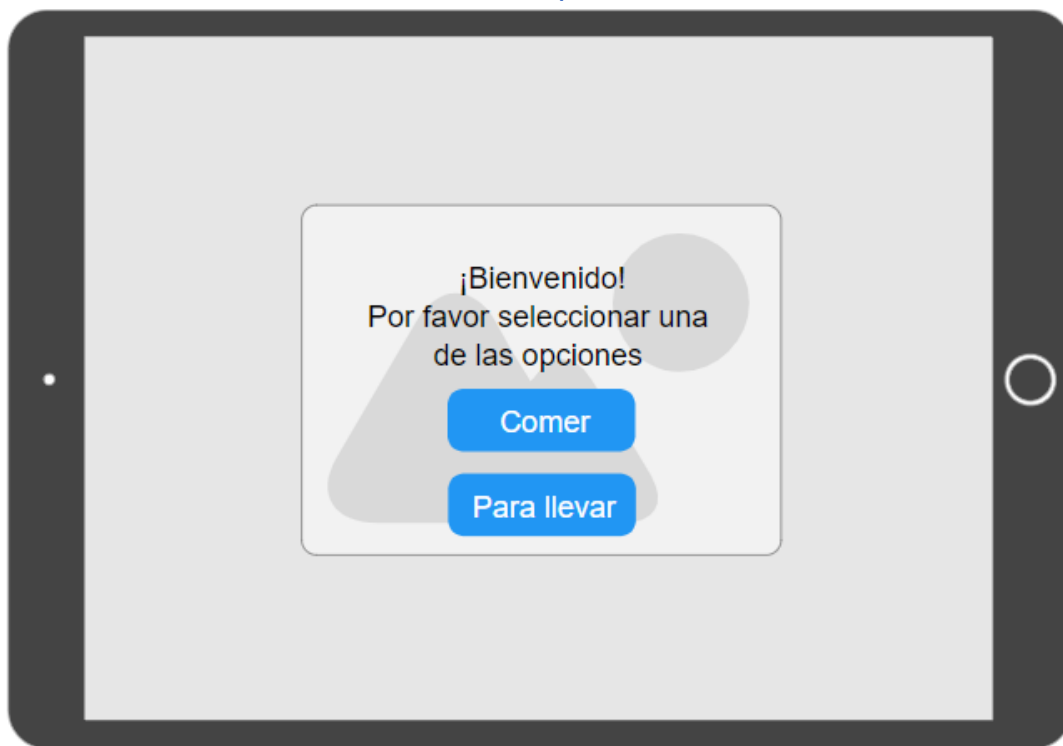 ¡Bienvenido!
Por favor seleccionar una
de las opciones
Comer
Para llevar